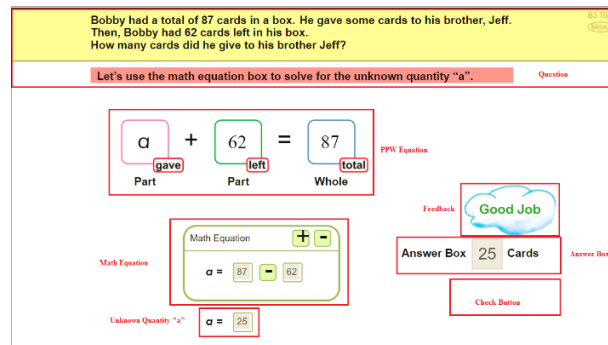 Bobby had a total of 87 cards in a box. He gave some cards to his brother, Jeff.
Then, Bobby had 62 cards left in his box.
How many cards did he give to his brother Jeff?
Let's use the math equation box to solve for the unknown quantity "a".
Question
a + 62 = 87
gave left total
Part Part Whole
PPW Equation
Feedback
Good Job
Math Equation
Math Equation + -
a = 87 - 62
Answer Box 25 Cards
Answer Box
Check Button
Unknown Quantity "a"
a = 25